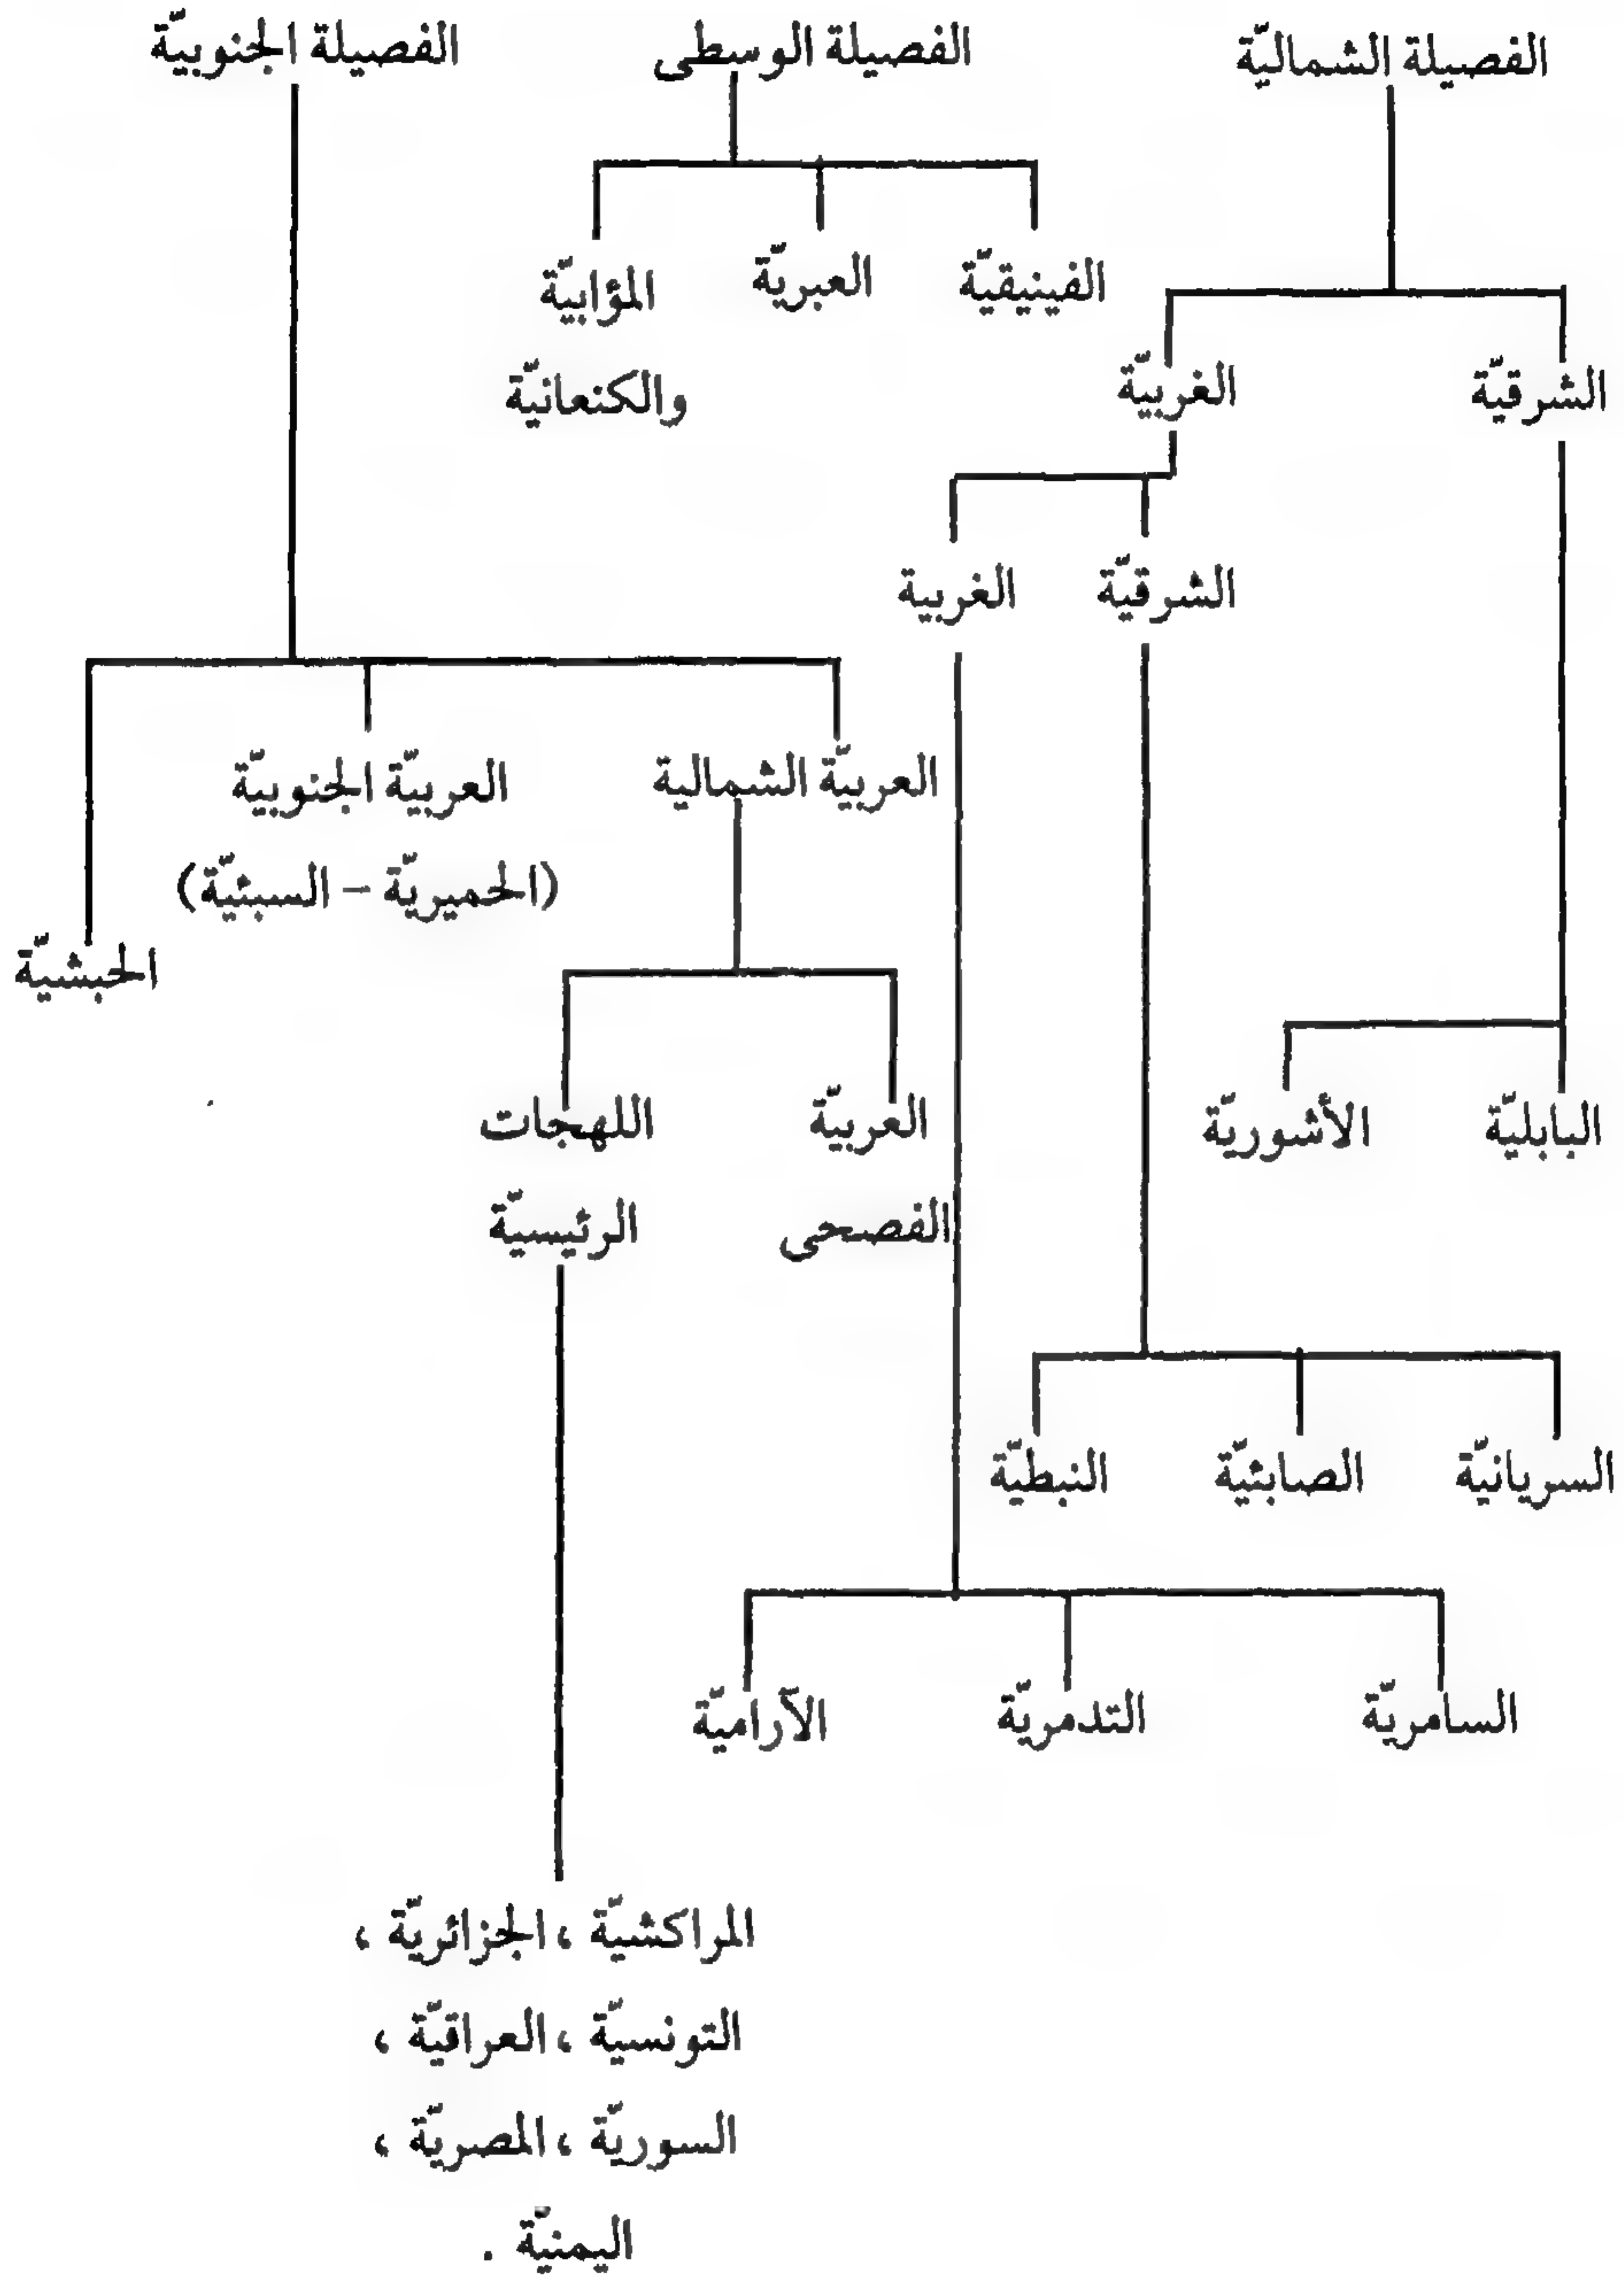 الفصيلة الشماليّة
الفصيلة الوسطى
الفصيلة الجنوبيّة
الفينيقيّة
العبريّة
المؤابيّة
والكنعانيّة
الشرقيّة
الغربيّة
الشرقيّة
الغربية
العربيّة الشمالية
العربيّة الجنوبيّة
(الحميريّة - السبئيّة)
الحبشيّة
البابليّة
الأشوريّة
العربيّة
الفصحى
اللهجات
الرئيسيّة
السريانيّة
الصابئيّة
النبطيّة
السامريّة
التدمريّة
الآراميّة
المراكشيّة ، الجزائريّة ،
التونسيّة ، العراقيّة ،
السوريّة ، المصريّة ،
اليمنيّة .